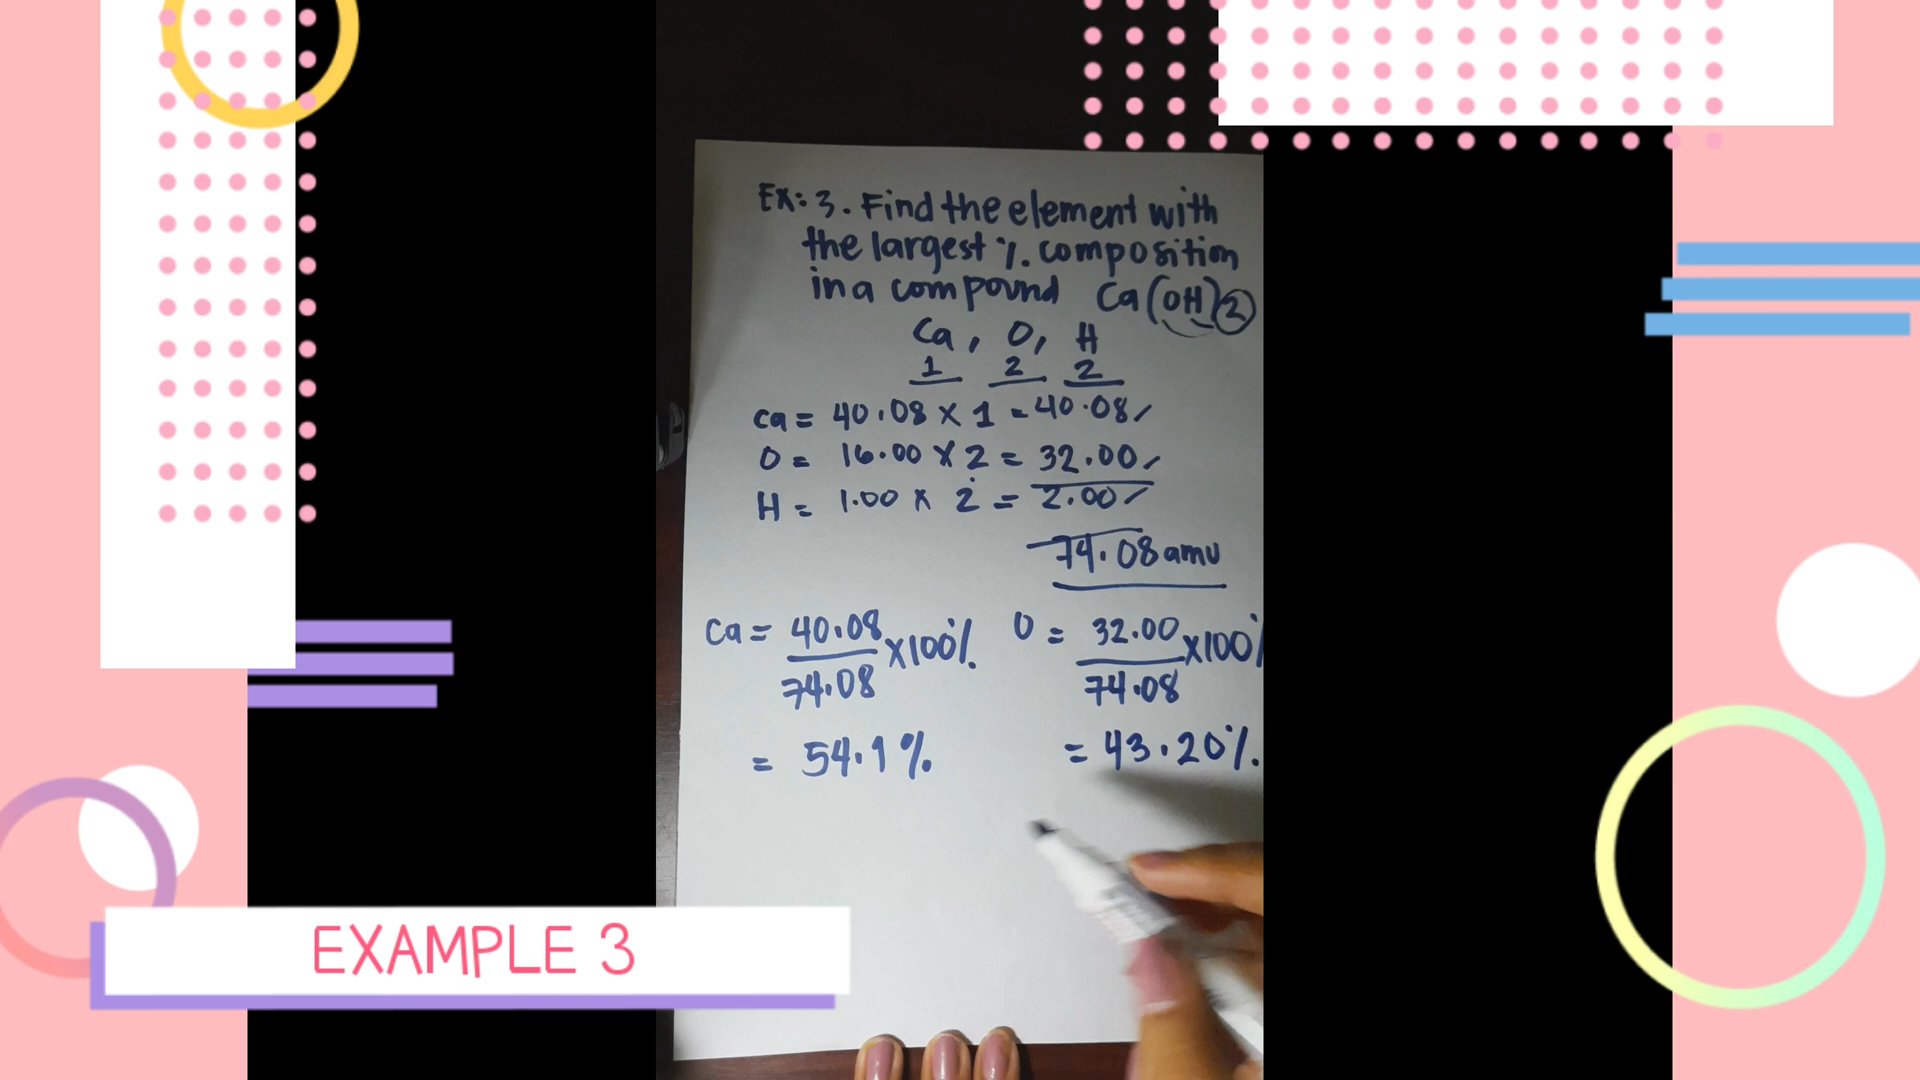 Ex: 3. Find the element with
the largest %. composition
in a compound Ca(OH)2
Ca, O, H
1 2 2
Ca = 40.08 x 1 = 40.08
O = 16.00 x 2 = 32.00
H = 1.00 x 2 = 2.00
74.08 amu
Ca = 40.08 x100% O = 32.00 x100%
74.08 74.08
= 54.1% = 43.20%
EXAMPLE 3